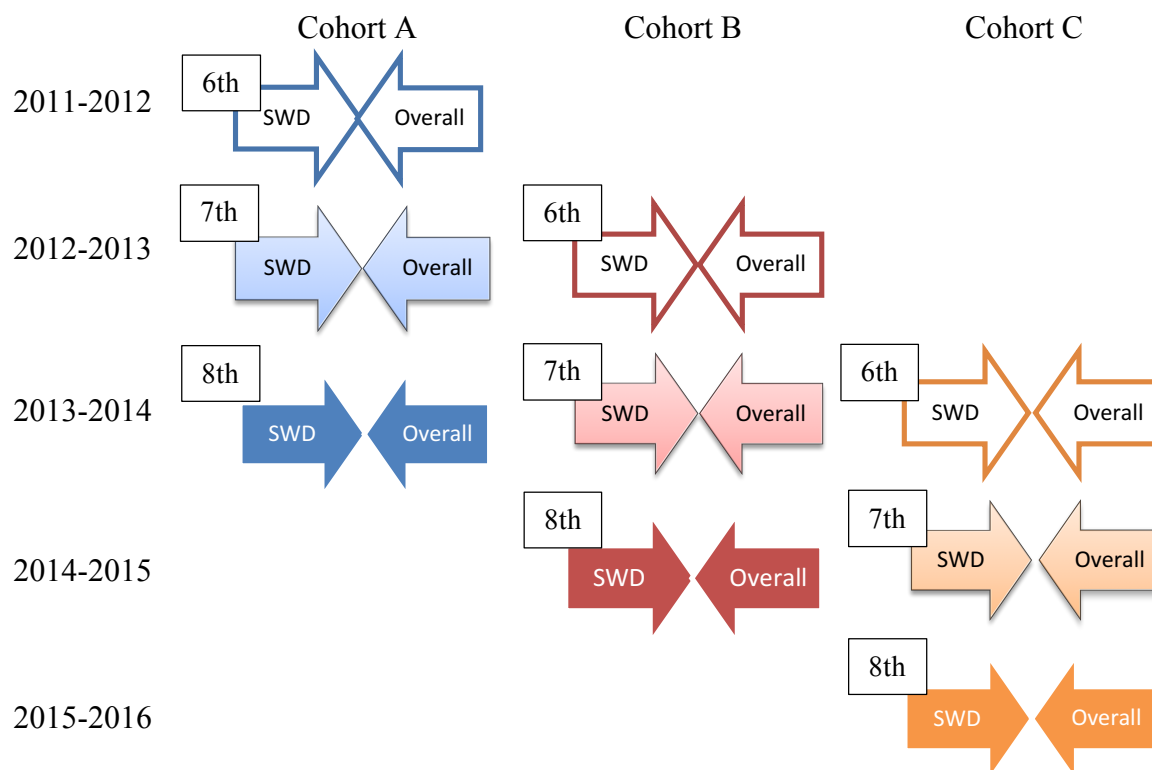 Cohort A Cohort B Cohort C
6th
2011-2012 SWD Overall
7th 6th
2012-2013 SWD Overall SWD Overall
8th 7th 6th
2013-2014 SWD Overall SWD Overall SWD Overall
8th 7th
2014-2015 SWD Overall SWD Overall
8th
2015-2016 SWD Overall